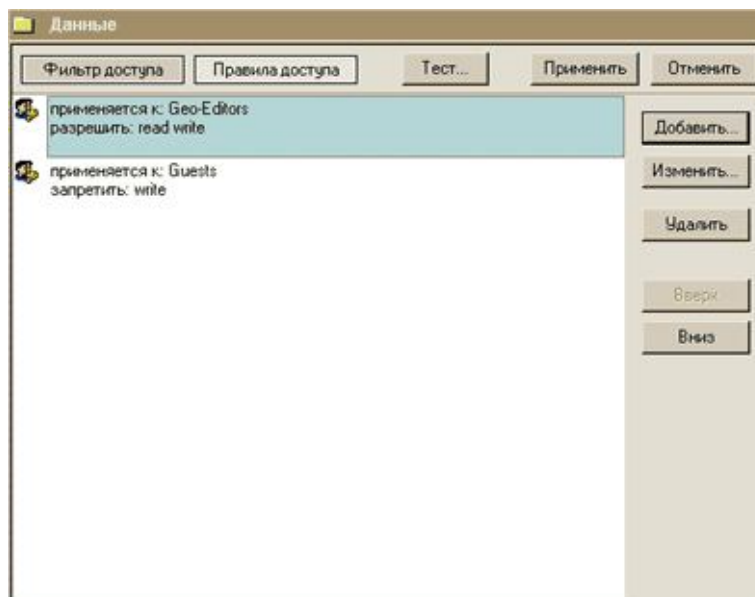 Данные
Фильтр доступа Правила доступа Тест... Применить Отменить
применяется к: Geo-Editors
разрешить: read write
Добавить...
применяется к: Guests
запретить: write
Изменить...
Удалить
Вверх
Вниз